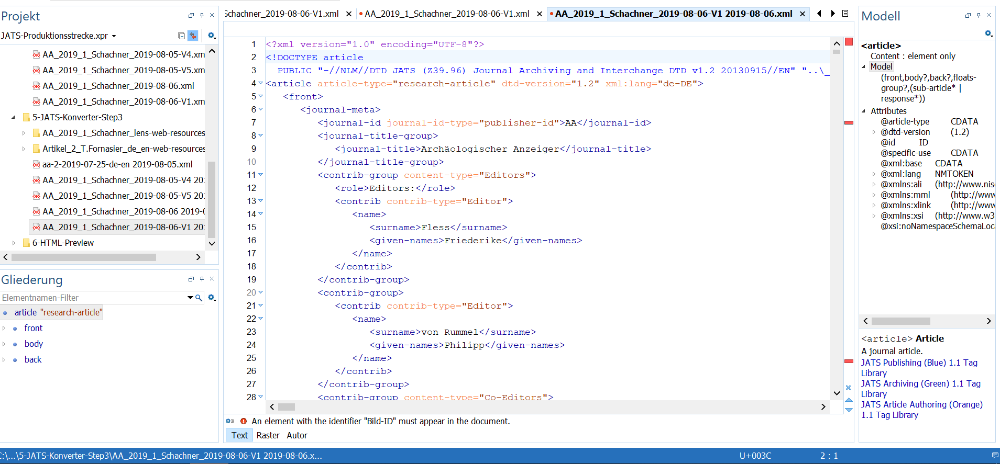 Projekt
JATS-Produktionsstrecke.xpr
AA_2019_1_Schachner_2019-08-05-V4.xm
AA_2019_1_Schachner_2019-08-05-V5.xm
AA_2019_1_Schachner_2019-08-06.xml
AA_2019_1_Schachner_2019-08-06-V1.xm
5-JATS-Konverter-Step3
AA_2019_1_Schachner_lens-web-resources
Artikel_2_T.Fornasier_de_en-web-resources
aa-2-2019-07-25-de-en 2019-08-05.xml
AA_2019_1_Schachner_2019-08-05-V4 201
AA_2019_1_Schachner_2019-08-05-V5 201
AA_2019_1_Schachner_2019-08-06 2019-0
AA_2019_1_Schachner_2019-08-06-V1 201
6-HTML-Preview
Gliederung
Elementnamen-Filter
article "research-article"
front
body
back
Schachner_2019-08-06-V1.xml
AA_2019_1_Schachner_2019-08-06-V1.xml
AA_2019_1_Schachner_2019-08-06-V1 2019-08-06.xml
1 <?xml version="1.0" encoding="UTF-8"?>
2 <!DOCTYPE article
3 PUBLIC "-//NLM//DTD JATS (Z39.96) Journal Archiving and Interchange DTD v1.2 20130915//EN" "..\_
4 <article article-type="research-article" dtd-version="1.2" xml:lang="de-DE">
5 <front>
6 <journal-meta>
7 <journal-id journal-id-type="publisher-id">AA</journal-id>
8 <journal-title-group>
9 <journal-title>Archäologischer Anzeiger</journal-title>
10 </journal-title-group>
11 <contrib-group content-type="Editors">
12 <role>Editors:</role>
13 <contrib contrib-type="Editor">
14 <name>
15 <surname>Fless</surname>
16 <given-names>Friederike</given-names>
17 </name>
18 </contrib>
19 </contrib-group>
20 <contrib-group>
21 <contrib contrib-type="Editor">
22 <name>
23 <surname>von Rummel</surname>
24 <given-names>Philipp</given-names>
25 </name>
26 </contrib>
27 </contrib-group>
28 <contrib-group content-type="Co-Editors">
An element with the identifier "Bild-ID" must appear in the document.
Text Raster Autor
Modell
<article>
Content : element only
Model
(front,body?,back?,floats-
group?,(sub-article* |
response*))
Attributes
@article-type CDATA
@dtd-version (1.2)
@id ID
@specific-use CDATA
@xml:base CDATA
@xml:lang NMTOKEN
@xmlns:ali (http://www.niso
@xmlns:mml (http://www
@xmlns:xlink (http://www
@xmlns:xsi (http://www.w3
@xsi:noNamespaceSchemaLoca
<article> Article
A journal article.
JATS Publishing (Blue) 1.1 Tag
Library
JATS Archiving (Green) 1.1 Tag
Library
JATS Article Authoring (Orange)
1.1 Tag Library
C:\...\5-JATS-Konverter-Step3\AA_2019_1_Schachner_2019-08-06-V1 2019-08-06.x...
U+003C
2 : 1